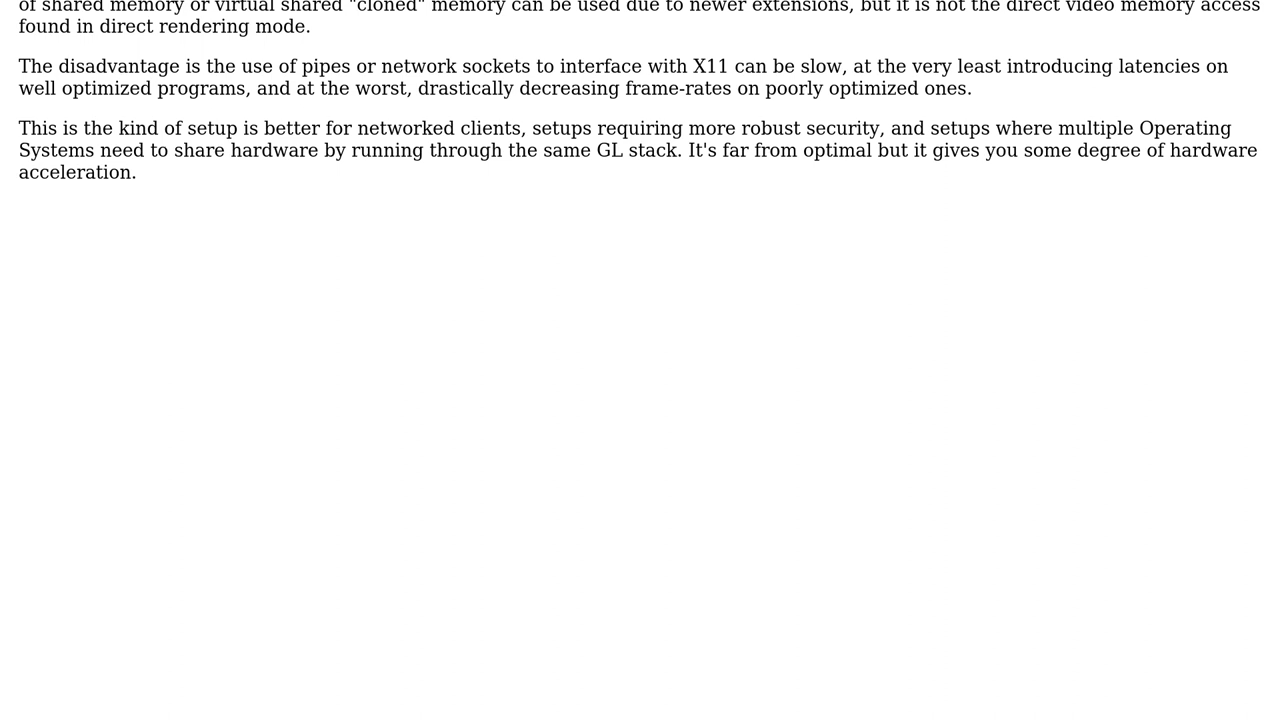 of shared memory or virtual shared "cloned" memory can be used due to newer extensions, but it is not the direct video memory access
found in direct rendering mode.
The disadvantage is the use of pipes or network sockets to interface with X11 can be slow, at the very least introducing latencies on
well optimized programs, and at the worst, drastically decreasing frame-rates on poorly optimized ones.
This is the kind of setup is better for networked clients, setups requiring more robust security, and setups where multiple Operating
Systems need to share hardware by running through the same GL stack. It's far from optimal but it gives you some degree of hardware
acceleration.